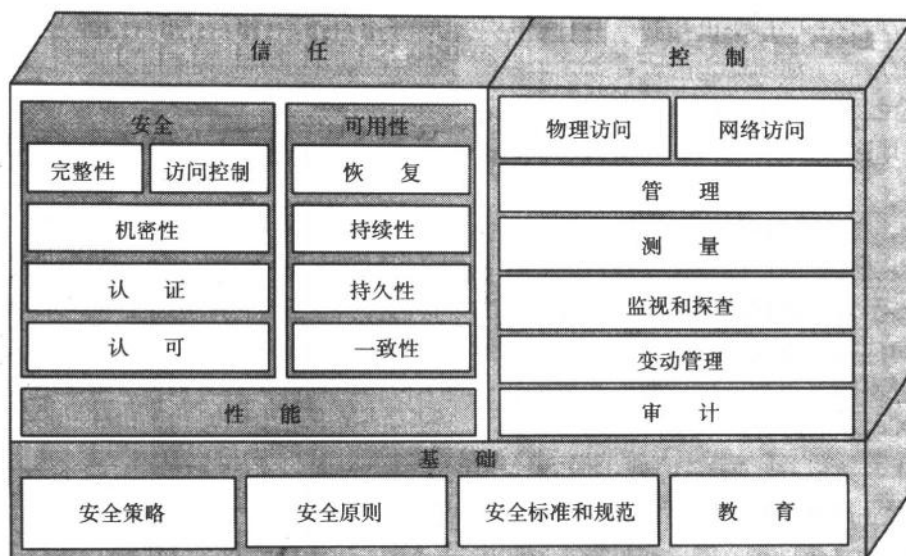 信 任
控 制
安全
完整性 访问控制
机密性
认 证
认 可
可用性
恢 复
持续性
持久性
一致性
性 能
物理访问 网络访问
管 理
测 量
监视和探查
变动管理
审 计
基 础
安全策略 安全原则 安全标准和规范 教 育